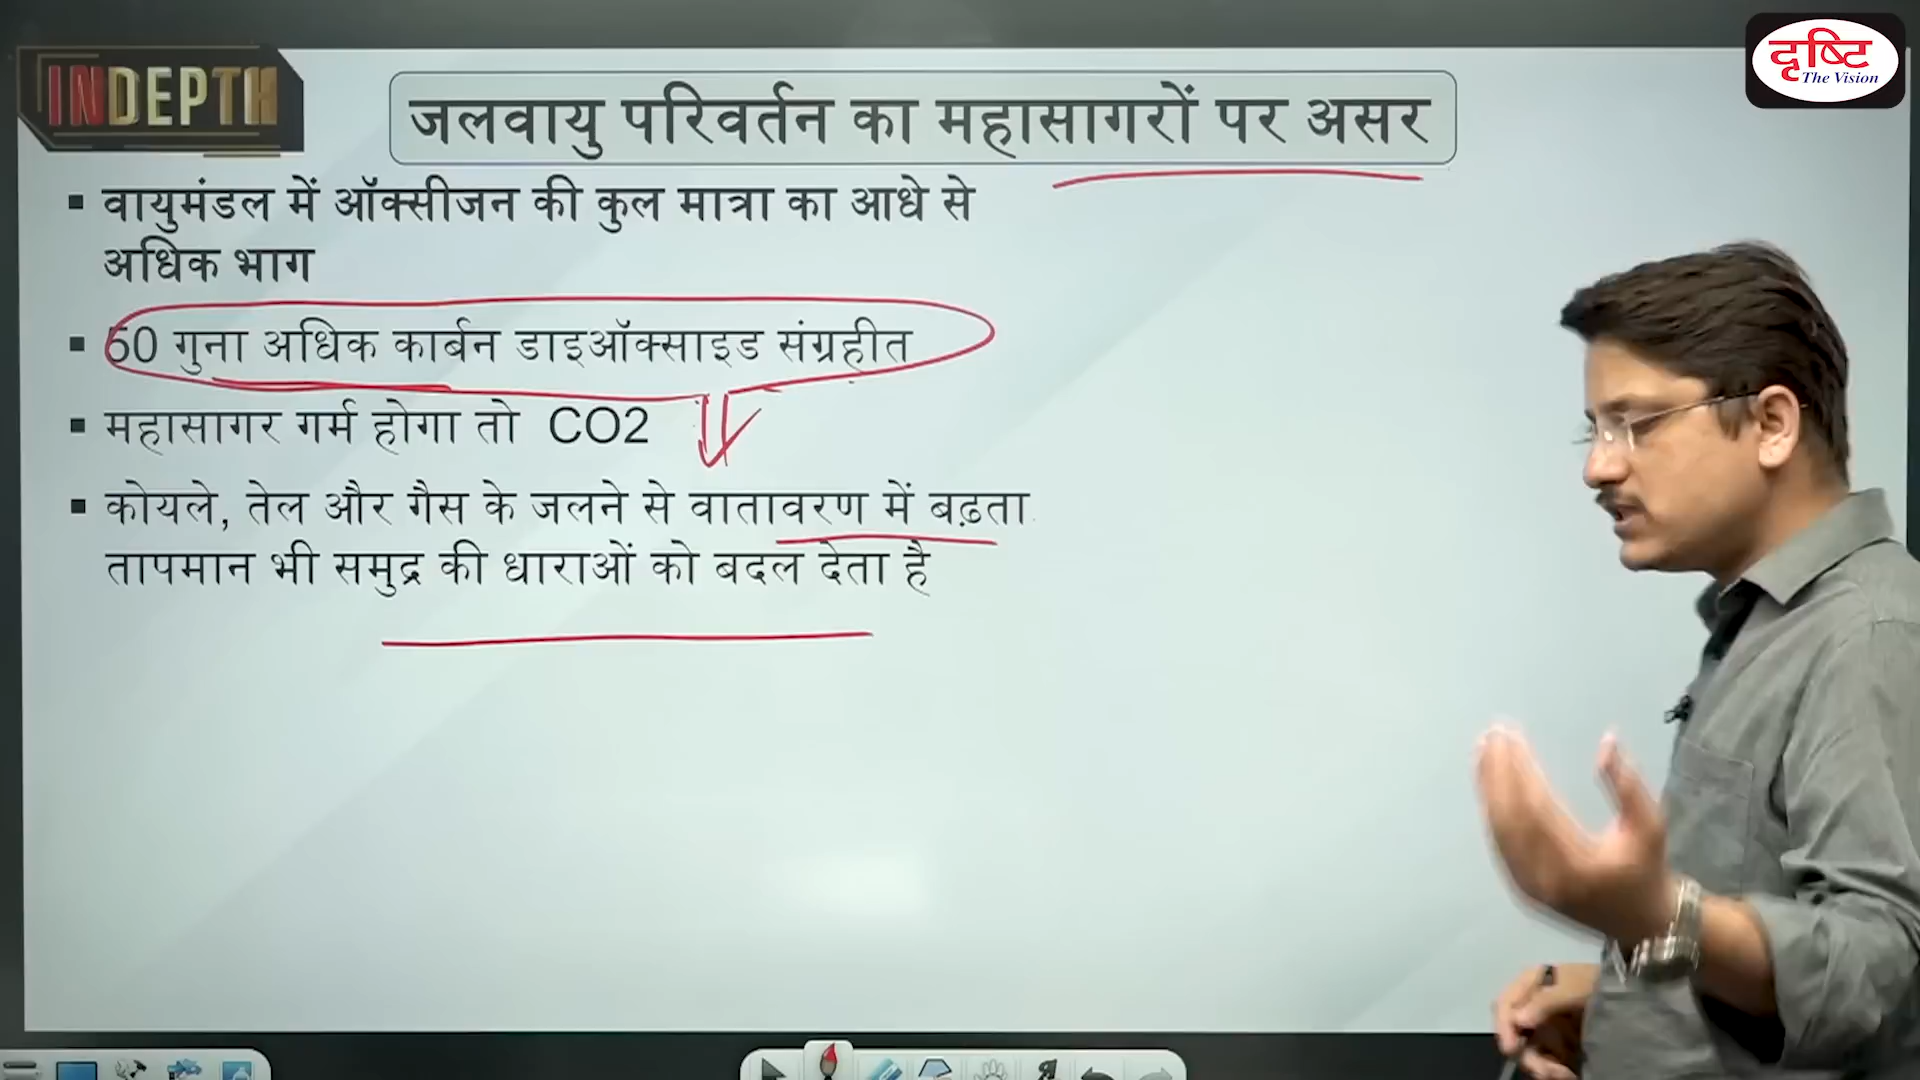 INDEPTH
दृष्टि
The Vision
जलवायु परिवर्तन का महासागरों पर असर
▪ वायुमंडल में ऑक्सीजन की कुल मात्रा का आधे से
अधिक भाग
▪ 50 गुना अधिक कार्बन डाइऑक्साइड संग्रहीत
▪ महासागर गर्म होगा तो CO2
▪ कोयले, तेल और गैस के जलने से वातावरण में बढ़ता
तापमान भी समुद्र की धाराओं को बदल देता है